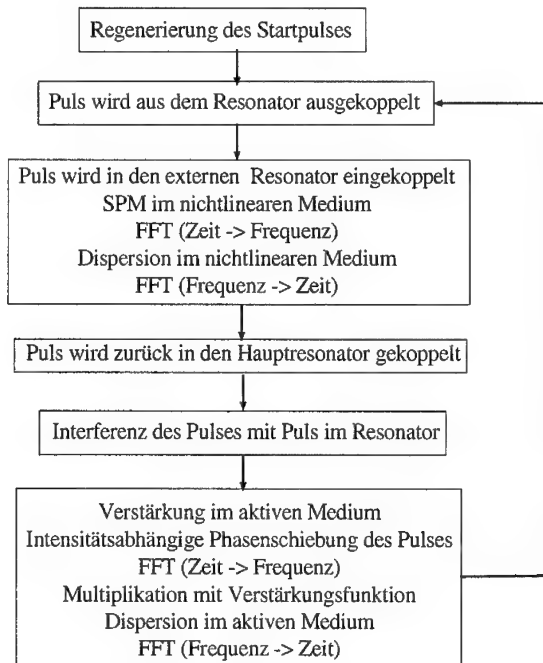 Regenerierung des Startpulses
Puls wird aus dem Resonator ausgekoppelt
Puls wird in den externen Resonator eingekoppelt
SPM im nichtlinearen Medium
FFT (Zeit -> Frequenz)
Dispersion im nichtlinearen Medium
FFT (Frequenz -> Zeit)
Puls wird zurück in den Hauptresonator gekoppelt
Interferenz des Pulses mit Puls im Resonator
Verstärkung im aktiven Medium
Intensitätsabhängige Phasenschiebung des Pulses
FFT (Zeit -> Frequenz)
Multiplikation mit Verstärkungsfunktion
Dispersion im aktiven Medium
FFT (Frequenz -> Zeit)